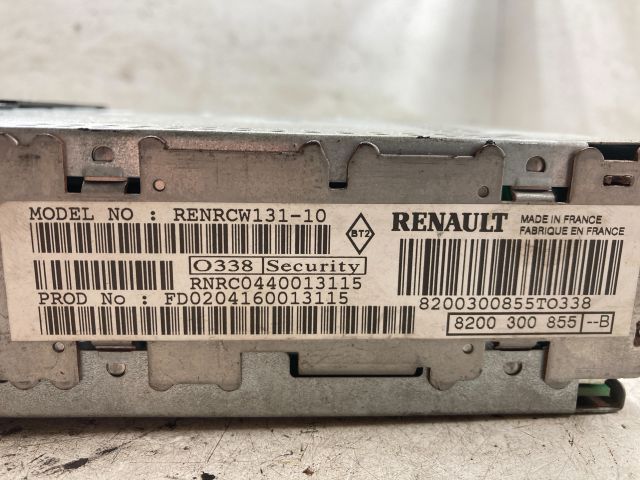 MODEL NO : RENRCW131-10
BT2
RENAULT
MADE IN FRANCE
FABRIQUE EN FRANCE
O338 Security
RNRC0440013115
PROD No : FD0204160013115
8200300855TO338
8200 300 855 --B